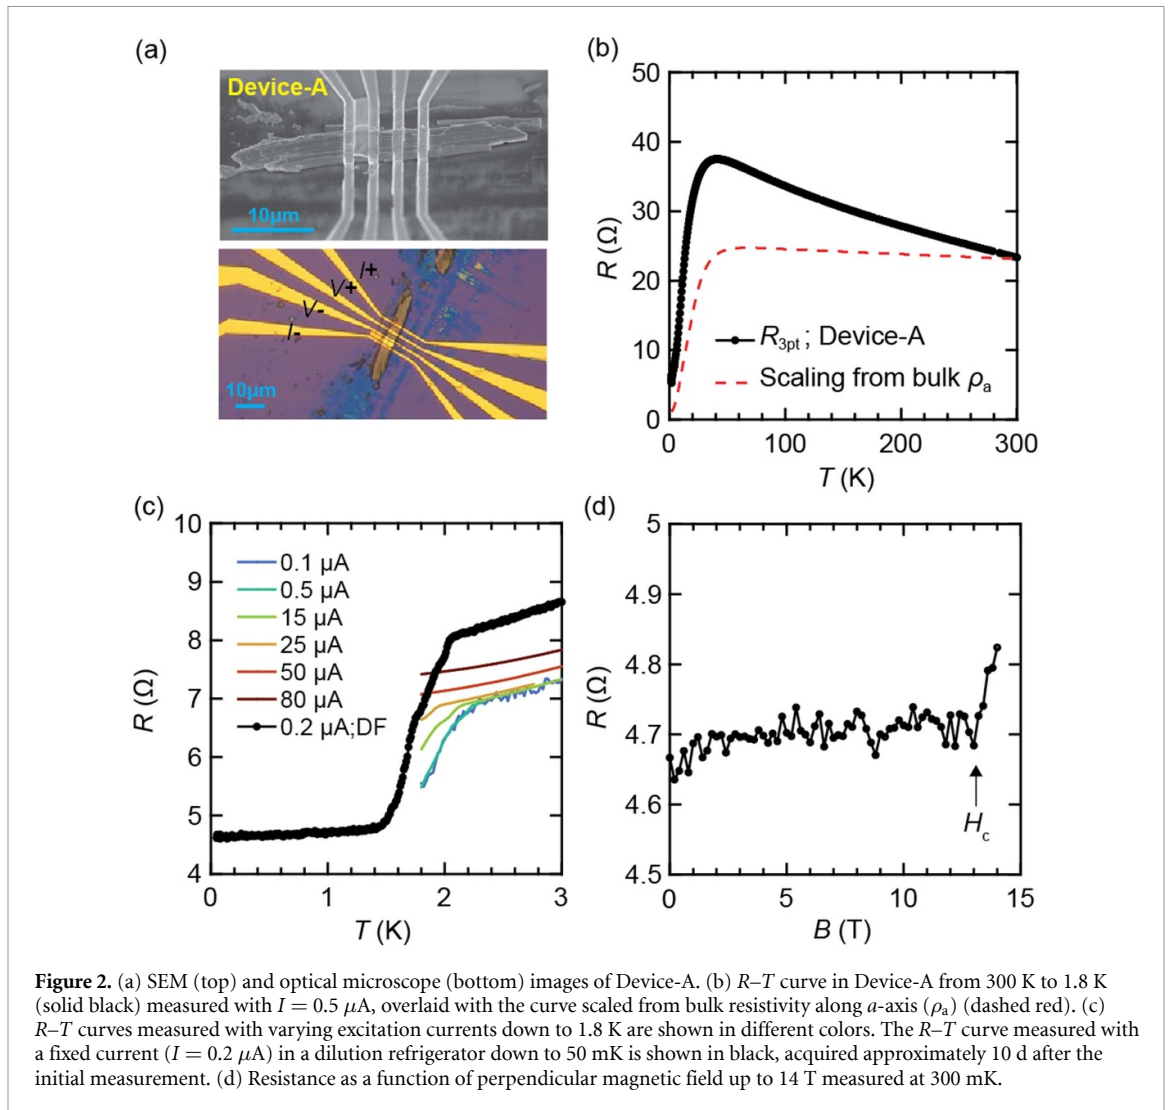 (a)
Device-A
10μm
I+
V+
V-
I-
10μm
(b)
50
40
30
20
10
0
R (Ω)
R3pt ; Device-A
Scaling from bulk ρa
0 100 200 300
T (K)
(c)
10
9
8
7
6
5
4
R (Ω)
0.1 μA
0.5 μA
15 μA
25 μA
50 μA
80 μA
0.2 μA;DF
0 1 2 3
T (K)
(d)
5
4.9
4.8
4.7
4.6
4.5
R (Ω)
Hc
0 5 10 15
B (T)
Figure 2. (a) SEM (top) and optical microscope (bottom) images of Device-A. (b) R–T curve in Device-A from 300 K to 1.8 K
(solid black) measured with I = 0.5 μA, overlaid with the curve scaled from bulk resistivity along a-axis (ρa) (dashed red). (c)
R–T curves measured with varying excitation currents down to 1.8 K are shown in different colors. The R–T curve measured with
a fixed current (I = 0.2 μA) in a dilution refrigerator down to 50 mK is shown in black, acquired approximately 10 d after the
initial measurement. (d) Resistance as a function of perpendicular magnetic field up to 14 T measured at 300 mK.